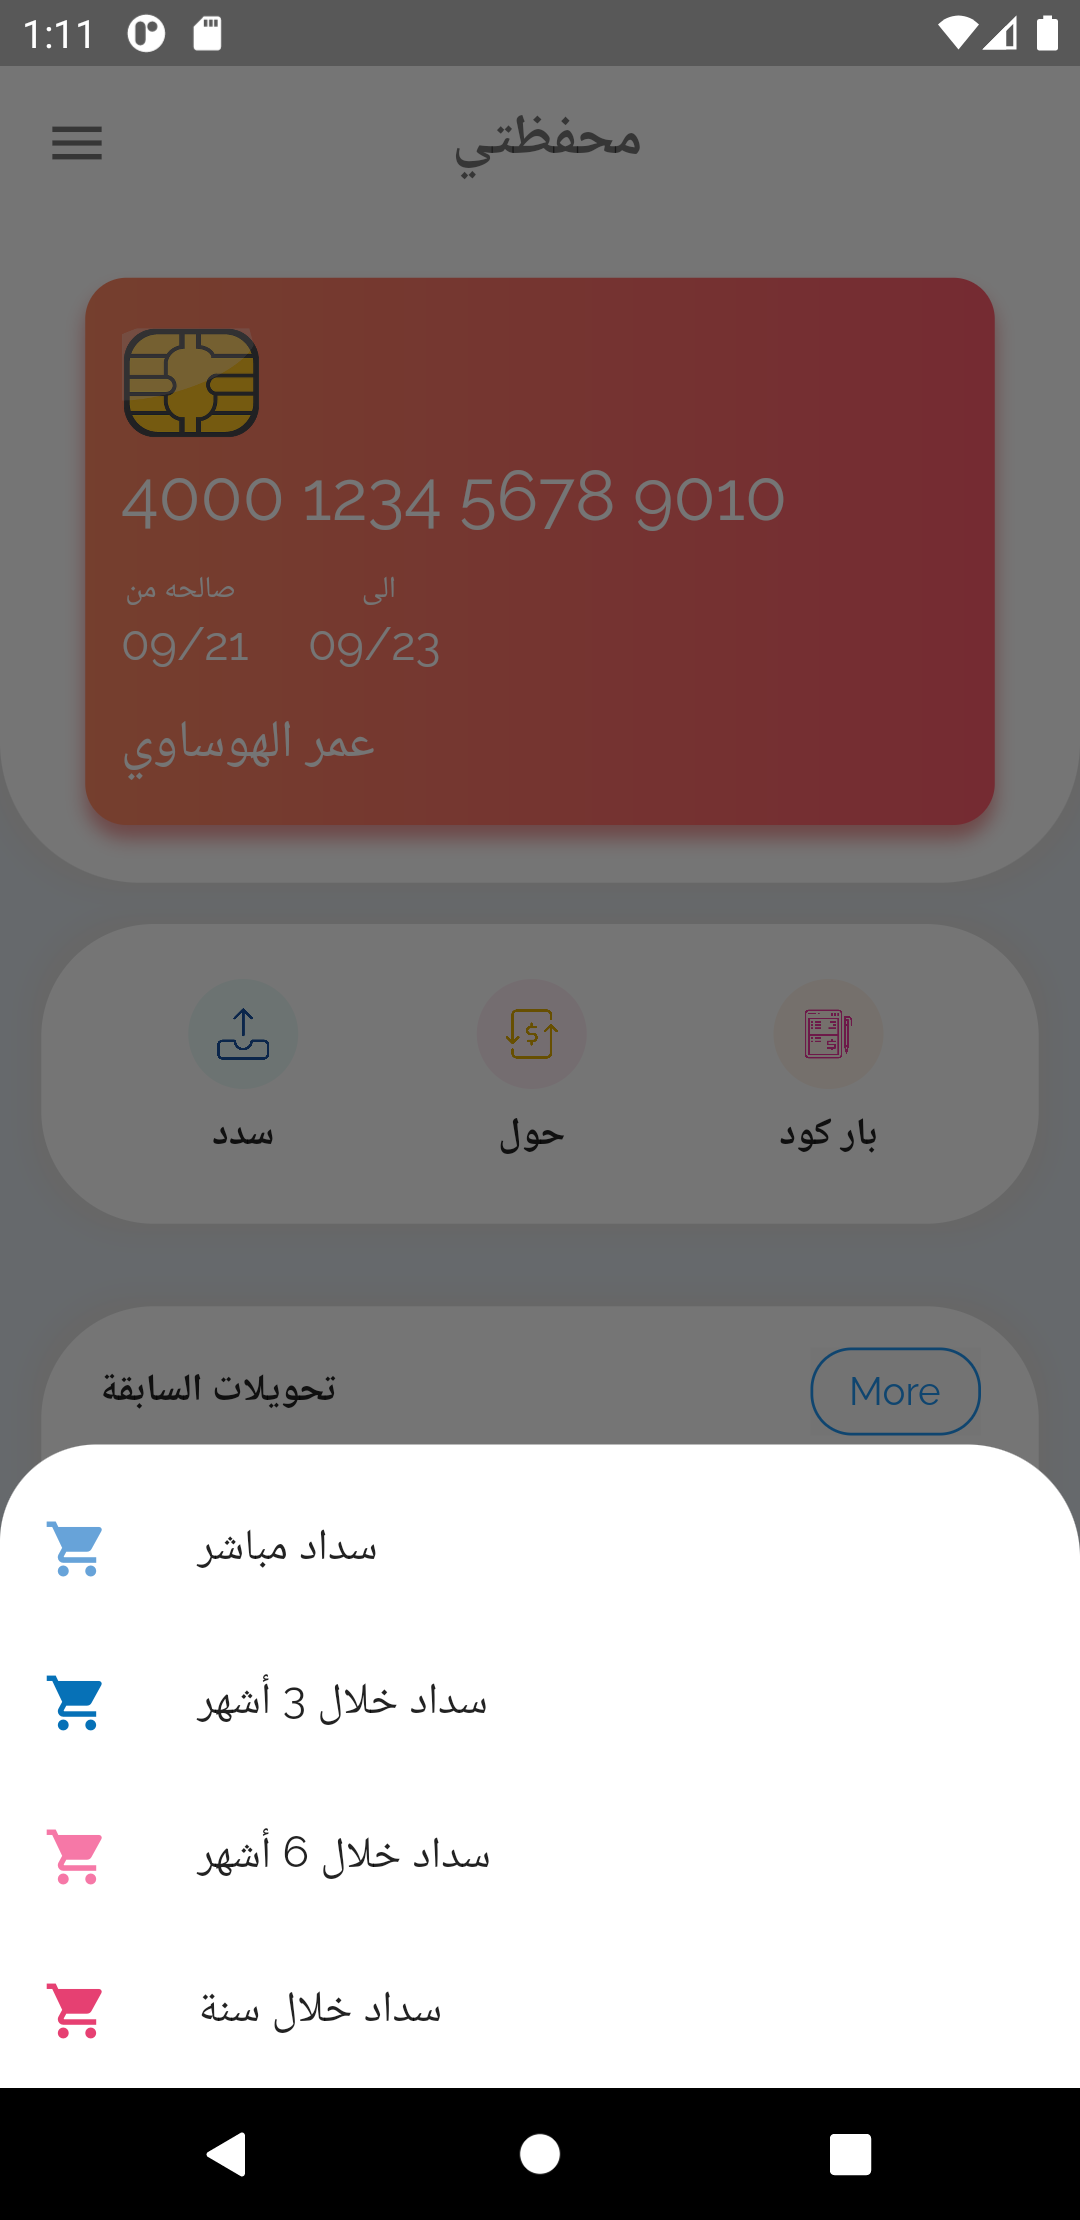 1:11
محفظتي
4000 1234 5678 9010
صالحه من
الى
09/21
09/23
عمر الهوساوي
سدد
حول
بار كود
تحويلات السابقة
More
سداد مباشر
سداد خلال 3 أشهر
سداد خلال 6 أشهر
سداد خلال سنة